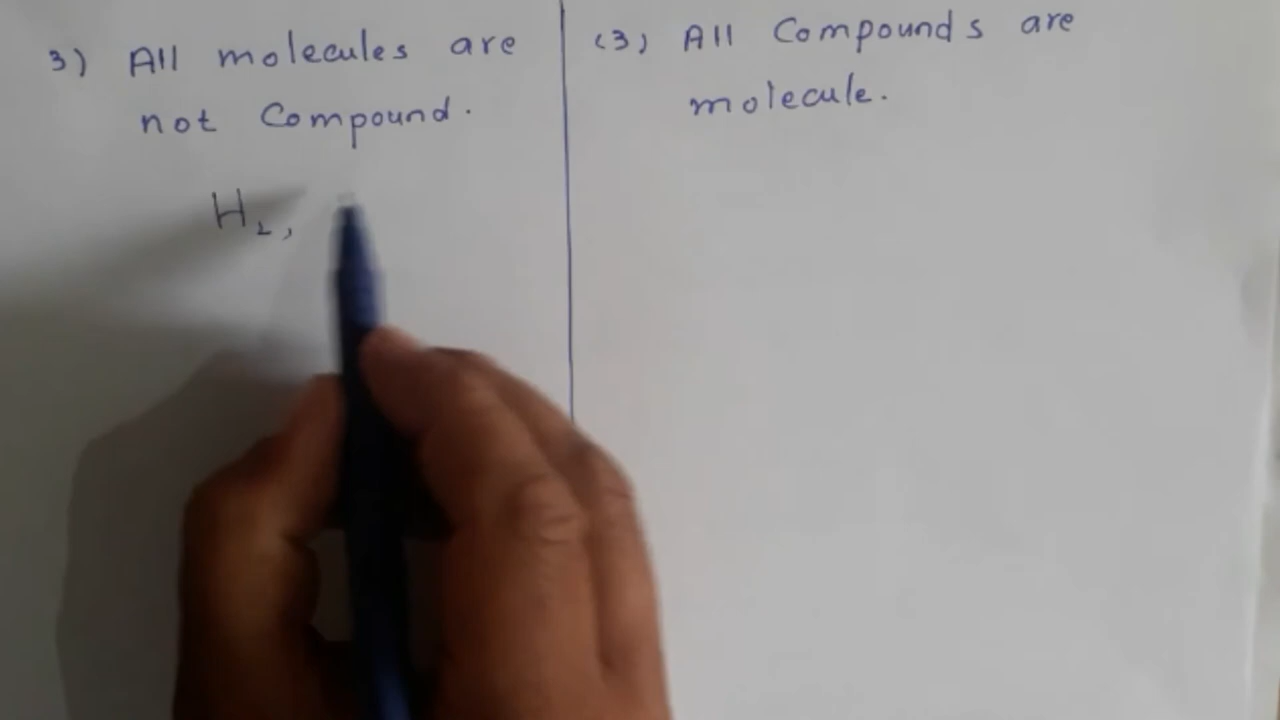 3) All molecules are
not Compound.
H₂,
(3) All Compounds are
molecule.